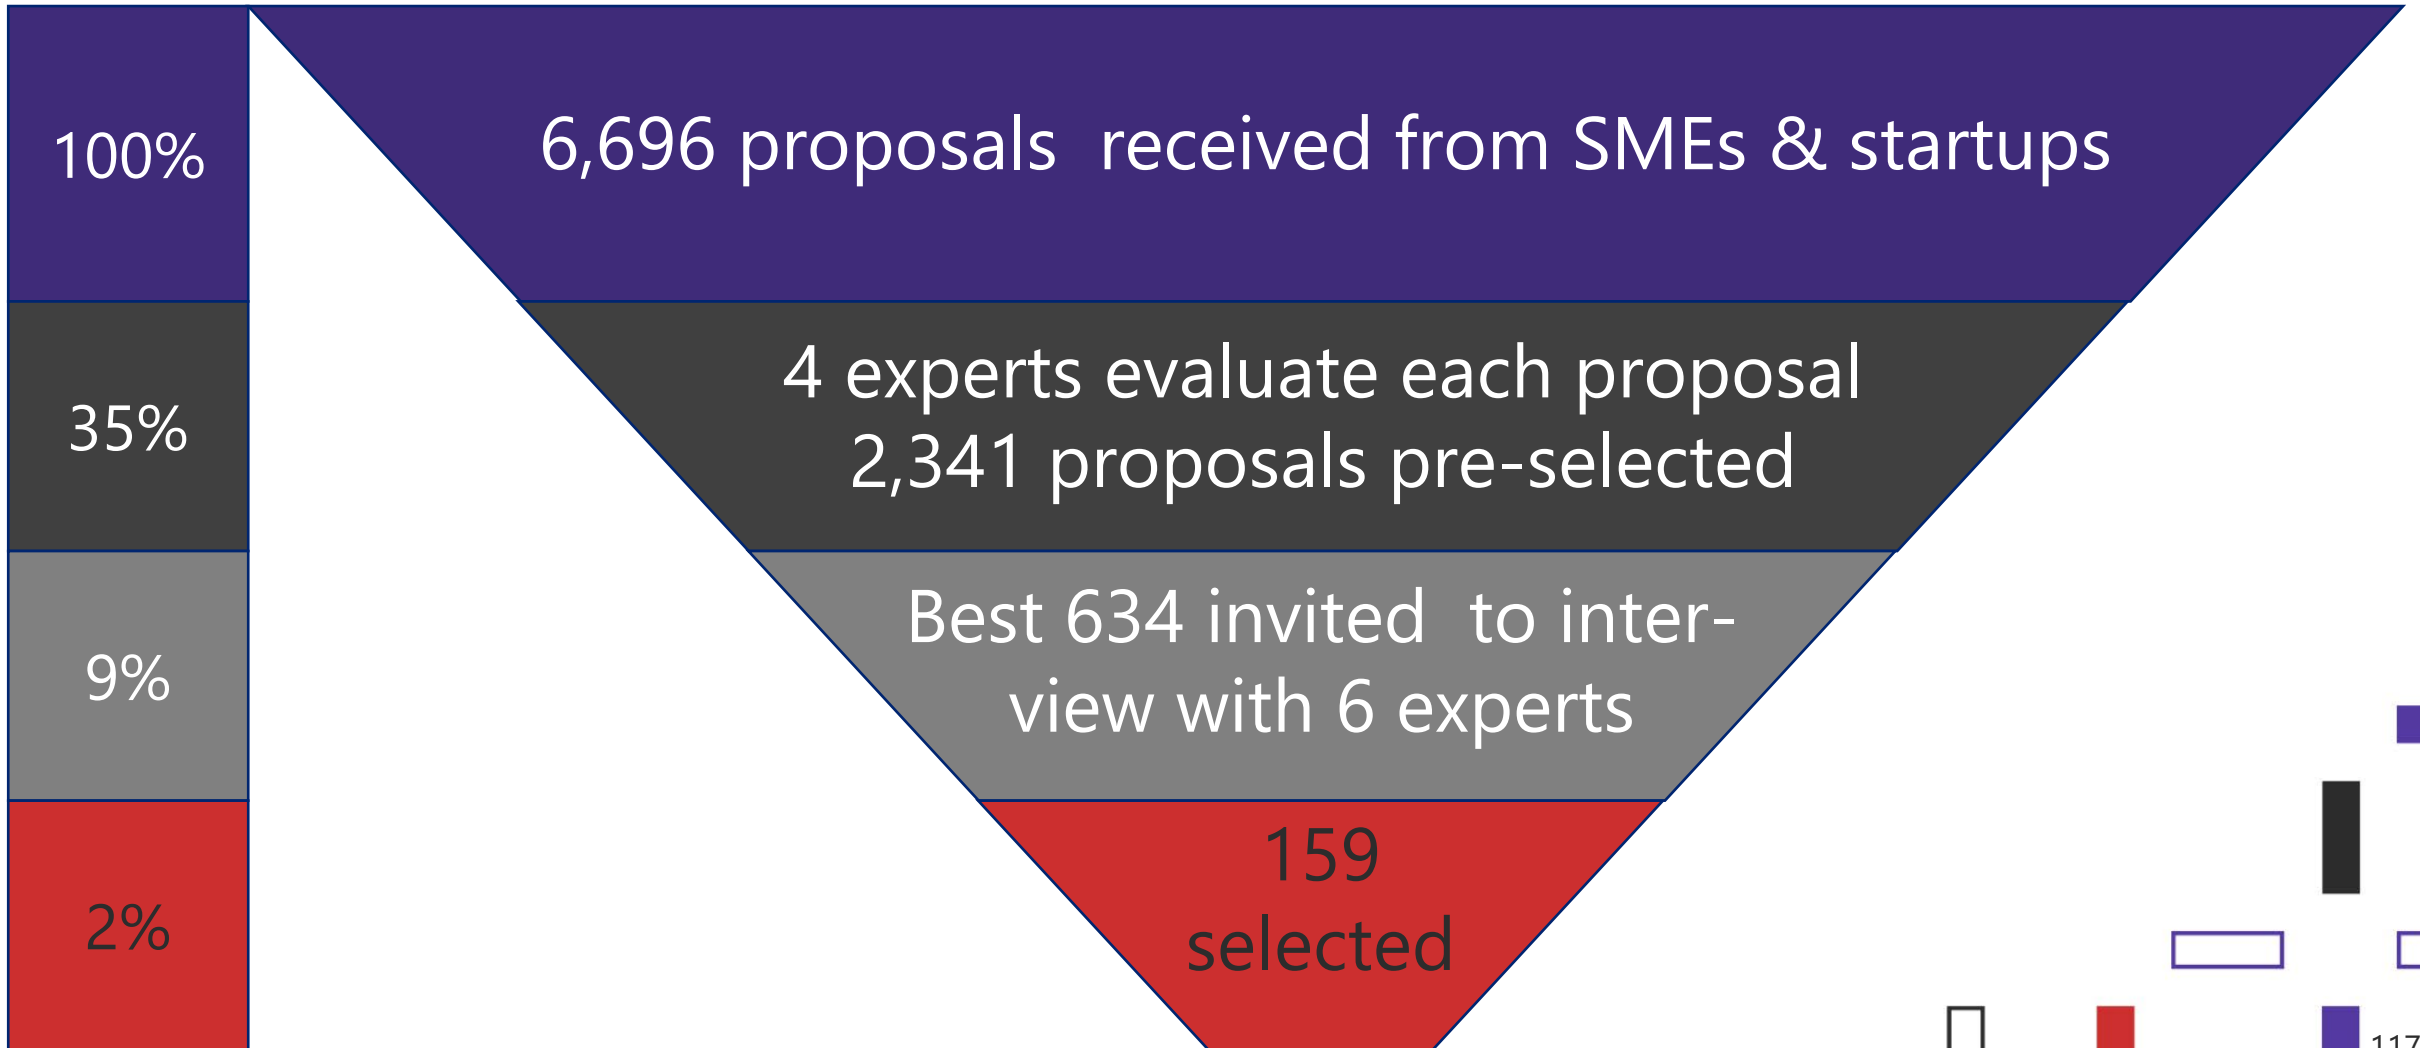 100%
6,696 proposals  received from SMEs & startups
35%
4 experts evaluate each proposal
2,341 proposals pre-selected
9%
Best 634 invited  to inter-
view with 6 experts
2%
159
selected
117